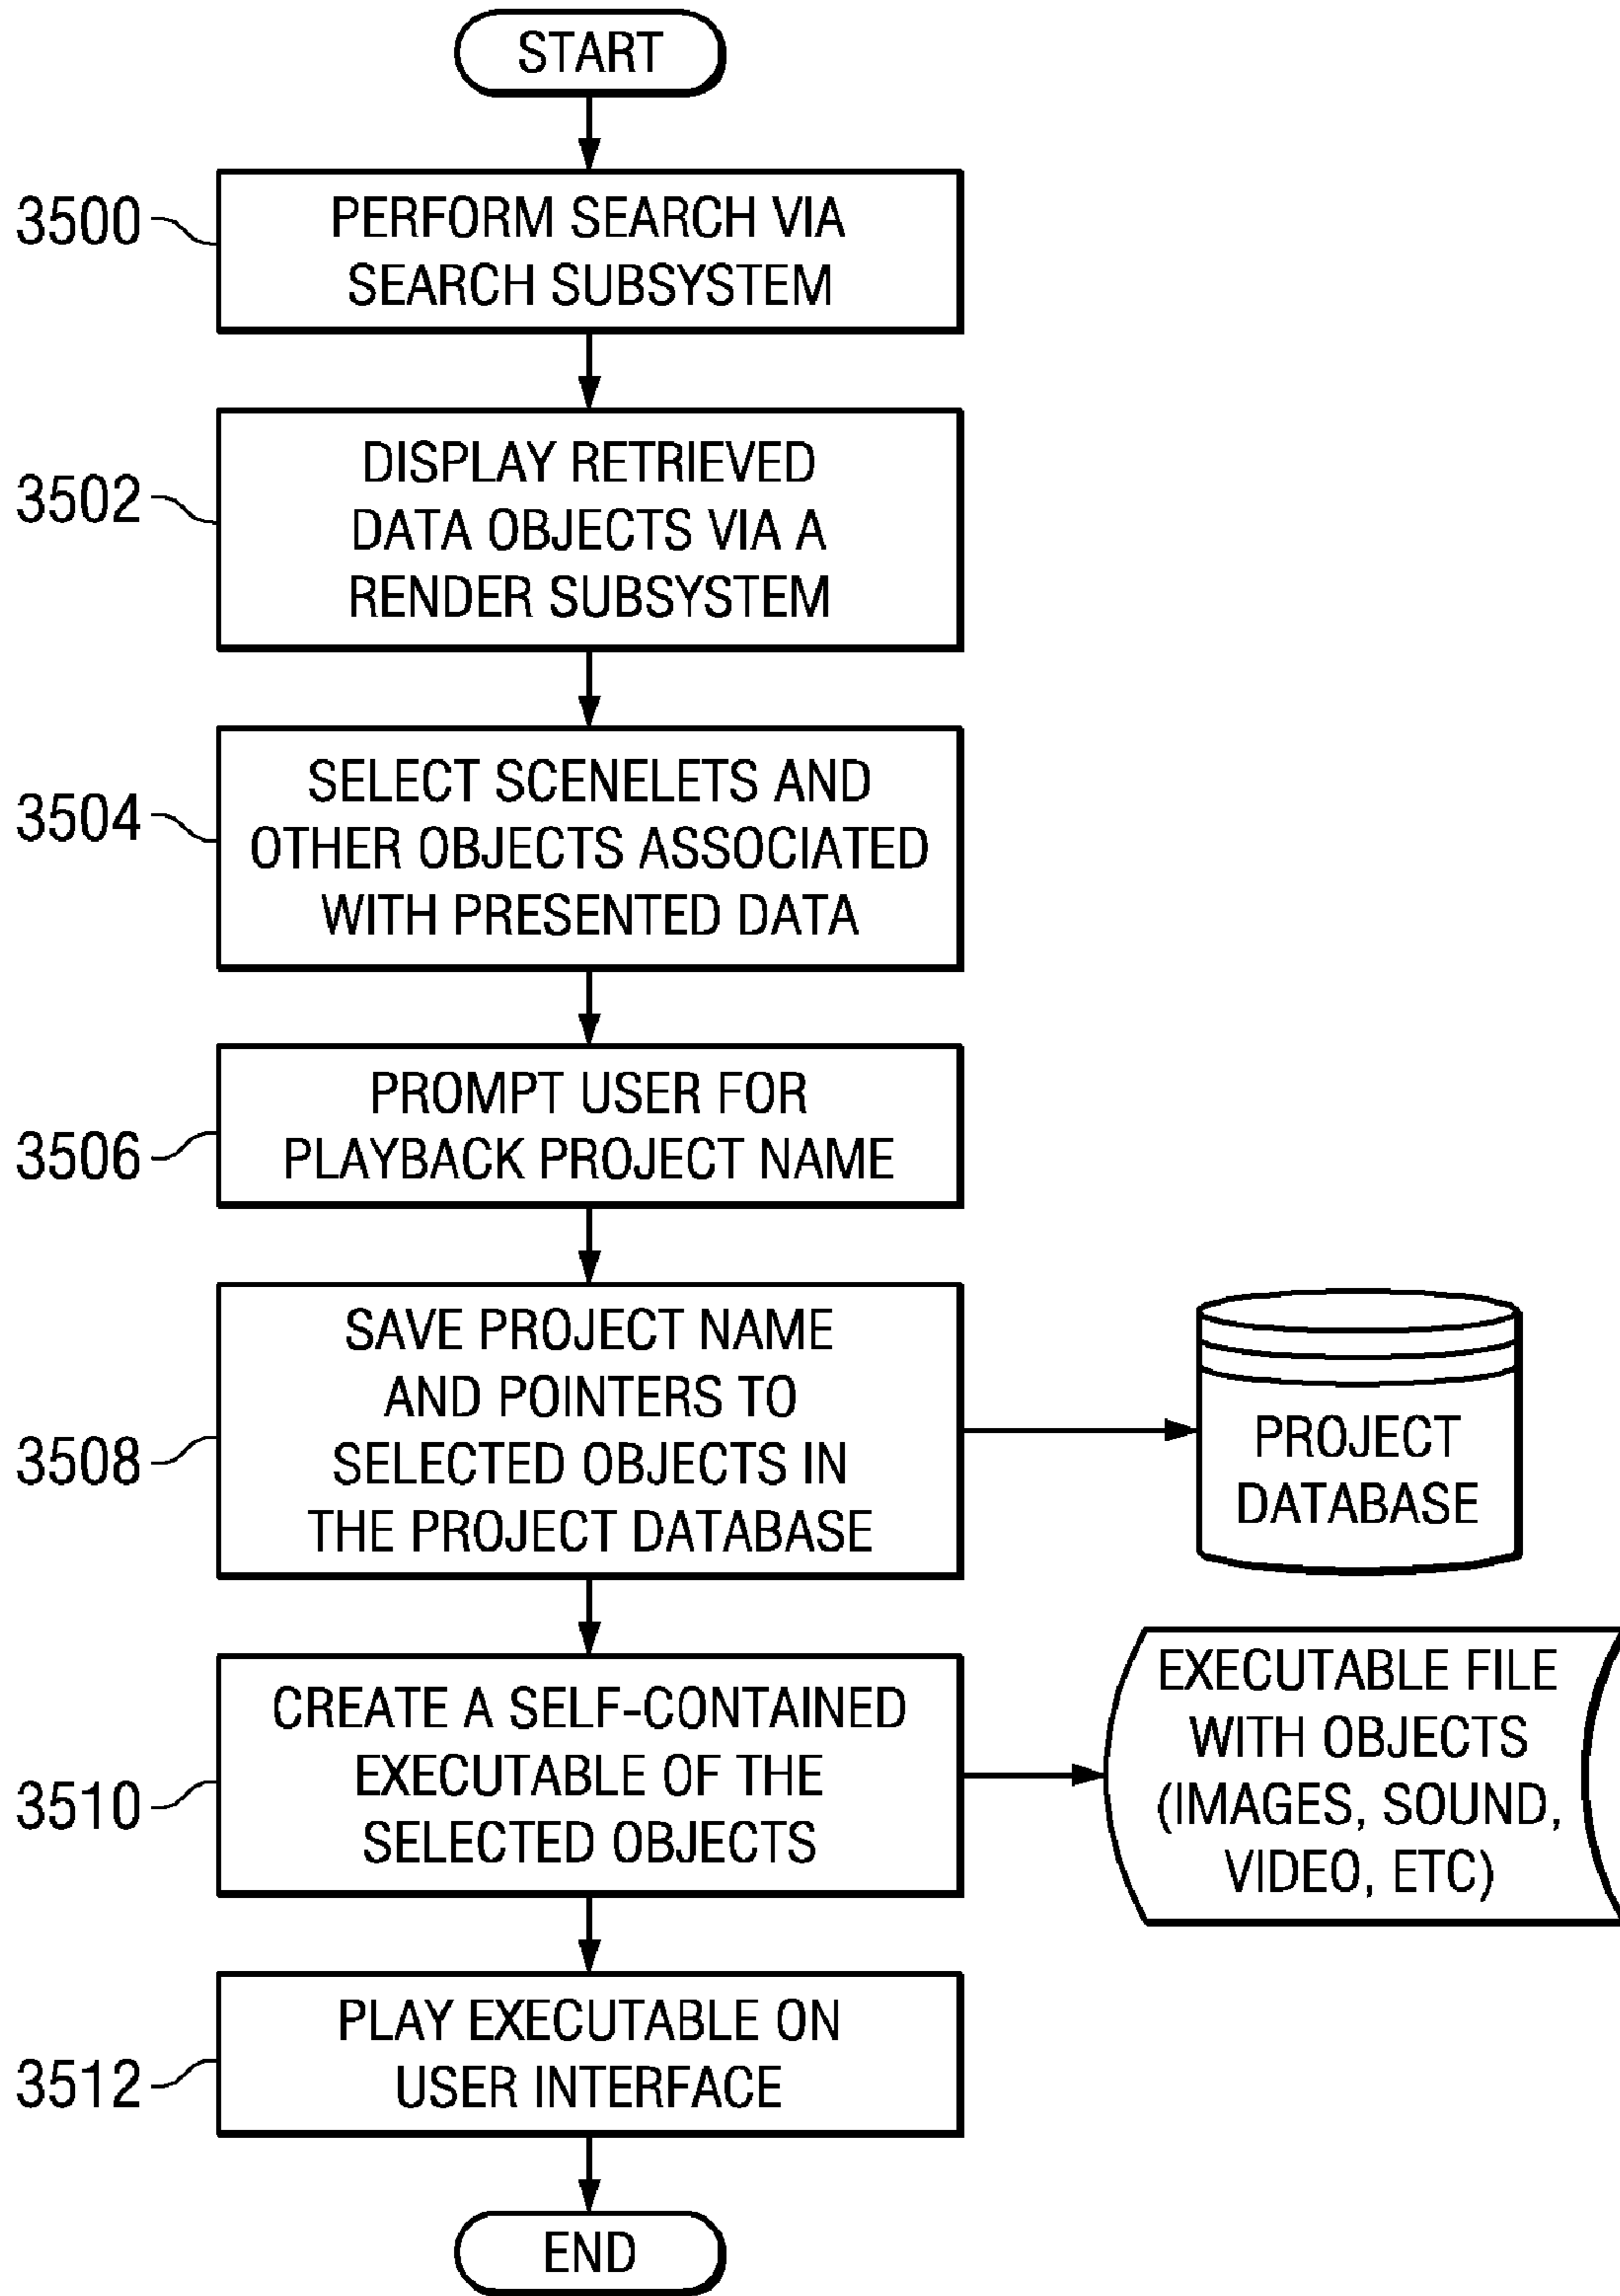 START
3500
PERFORM SEARCH VIA
SEARCH SUBSYSTEM
3502
DISPLAY RETRIEVED
DATA OBJECTS VIA A
RENDER SUBSYSTEM
3504
SELECT SCENELETS AND
OTHER OBJECTS ASSOCIATED
WITH PRESENTED DATA
3506
PROMPT USER FOR
PLAYBACK PROJECT NAME
3508
SAVE PROJECT NAME
AND POINTERS TO
SELECTED OBJECTS IN
THE PROJECT DATABASE
PROJECT
DATABASE
3510
CREATE A SELF-CONTAINED
EXECUTABLE OF THE
SELECTED OBJECTS
EXECUTABLE FILE
WITH OBJECTS
(IMAGES, SOUND,
VIDEO, ETC)
3512
PLAY EXECUTABLE ON
USER INTERFACE
END